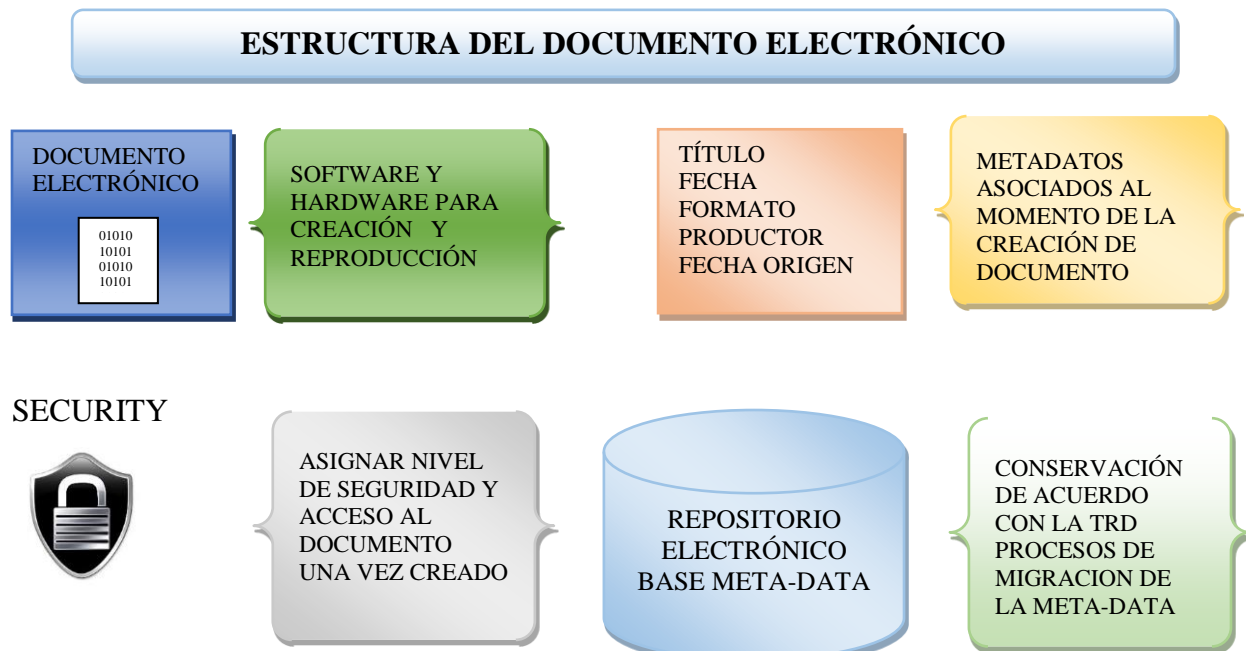 ESTRUCTURA DEL DOCUMENTO ELECTRÓNICO
DOCUMENTO
ELECTRÓNICO
01010
10101
01010
10101
SOFTWARE Y
HARDWARE PARA
CREACIÓN Y
REPRODUCCIÓN
TÍTULO
FECHA
FORMATO
PRODUCTOR
FECHA ORIGEN
METADATOS
ASOCIADOS AL
MOMENTO DE LA
CREACIÓN DE
DOCUMENTO
SECURITY
ASIGNAR NIVEL
DE SEGURIDAD Y
ACCESO AL
DOCUMENTO
UNA VEZ CREADO
REPOSITORIO
ELECTRÓNICO
BASE META-DATA
CONSERVACIÓN
DE ACUERDO
CON LA TRD
PROCESOS DE
MIGRACION DE
LA META-DATA